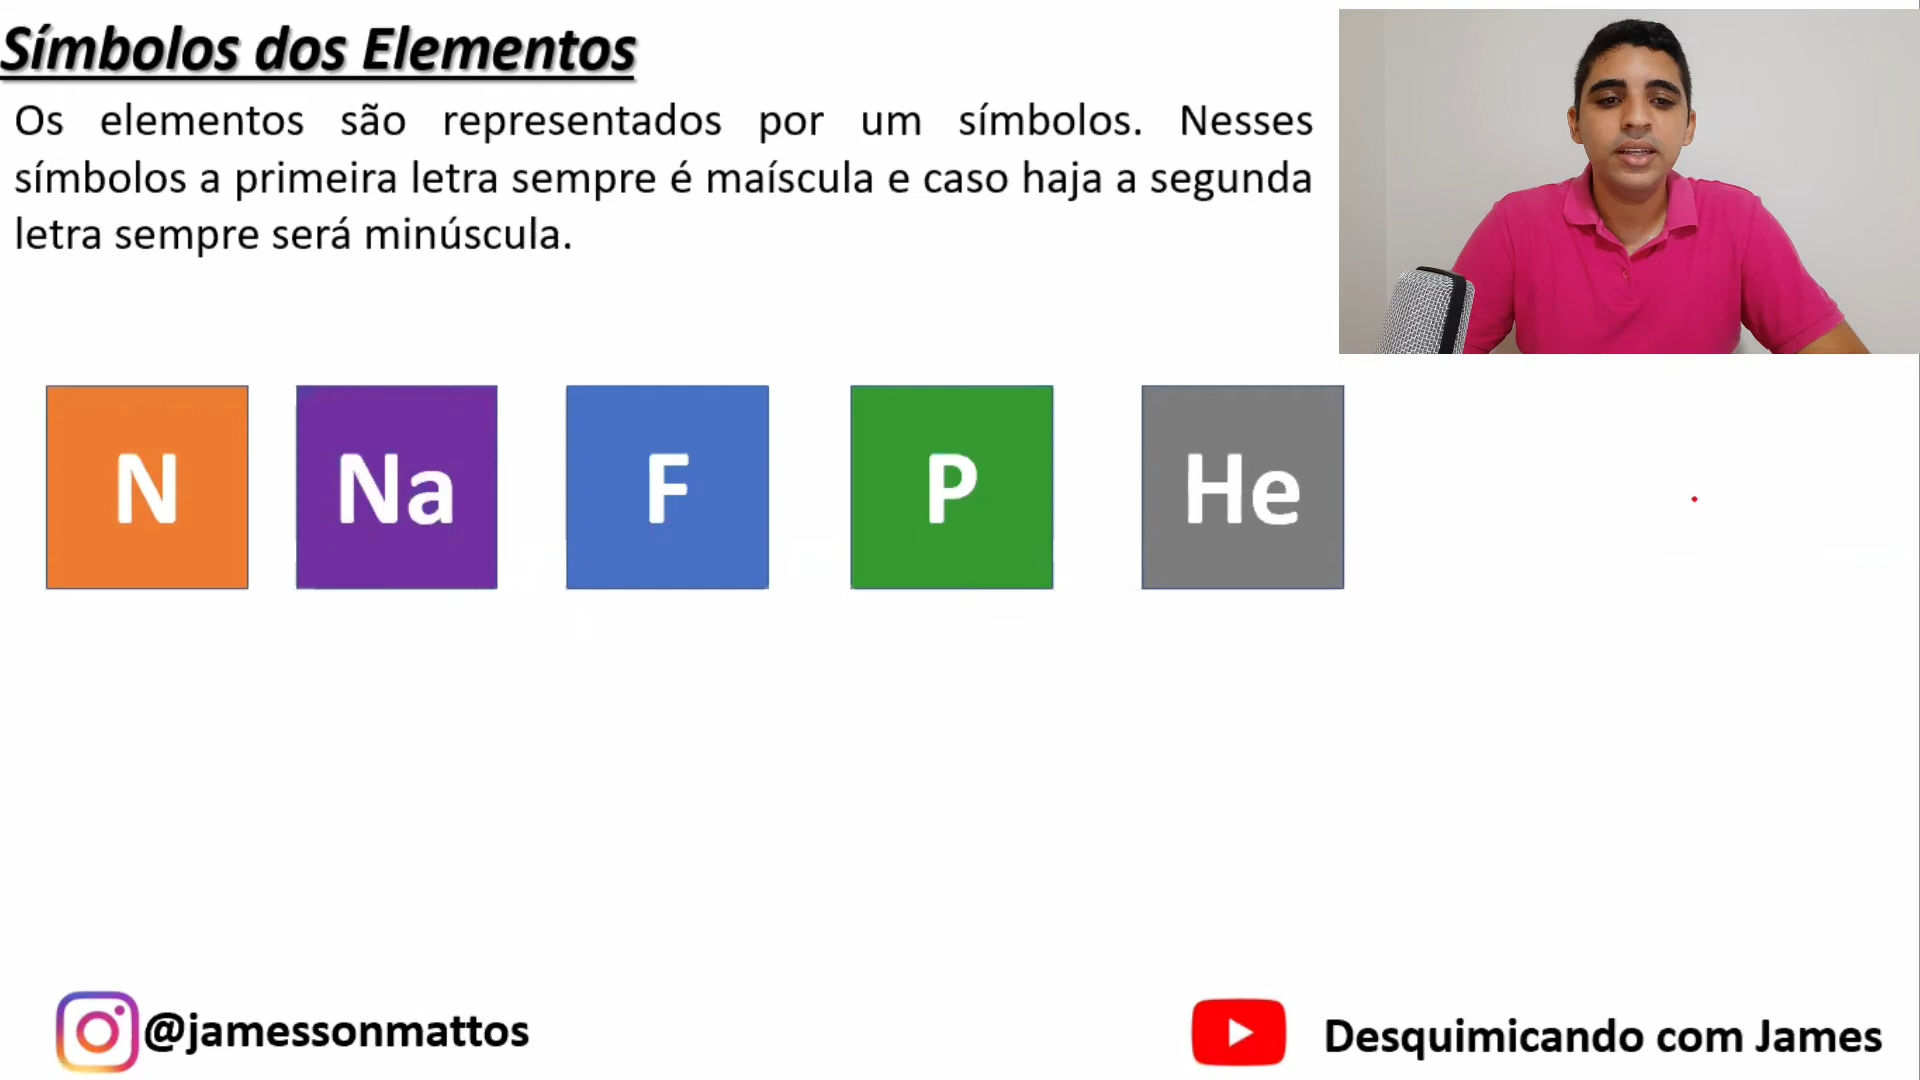 Símbolos dos Elementos
Os elementos são representados por um símbolos. Nesses
símbolos a primeira letra sempre é maíscula e caso haja a segunda
letra sempre será minúscula.
N
Na
F
P
He
@jamessonmattos
Desquimicando com James